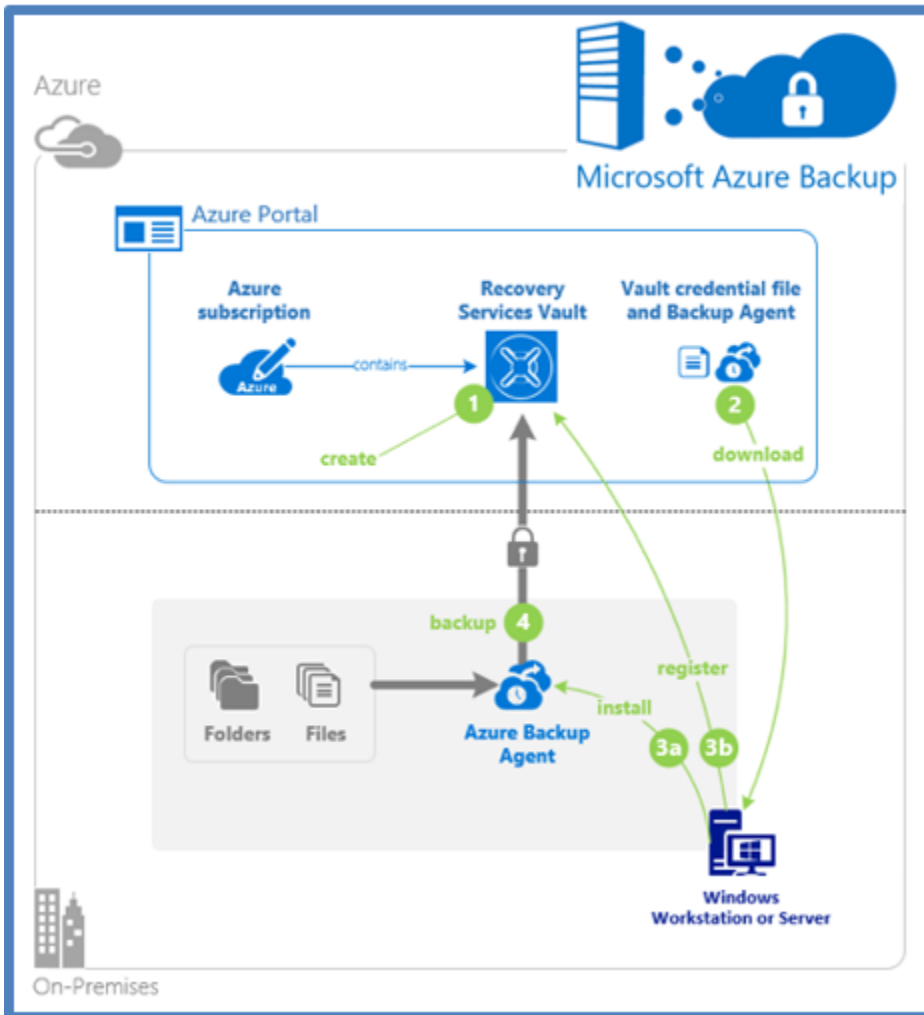 Azure
Microsoft Azure Backup
Azure Portal
Azure
subscription
Recovery
Services Vault
Vault credential file
and Backup Agent
contains
Azure
1
2
create
download
backup
4
register
install
Folders
Files
Azure Backup
Agent
3a
3b
Windows
Workstation or Server
On-Premises